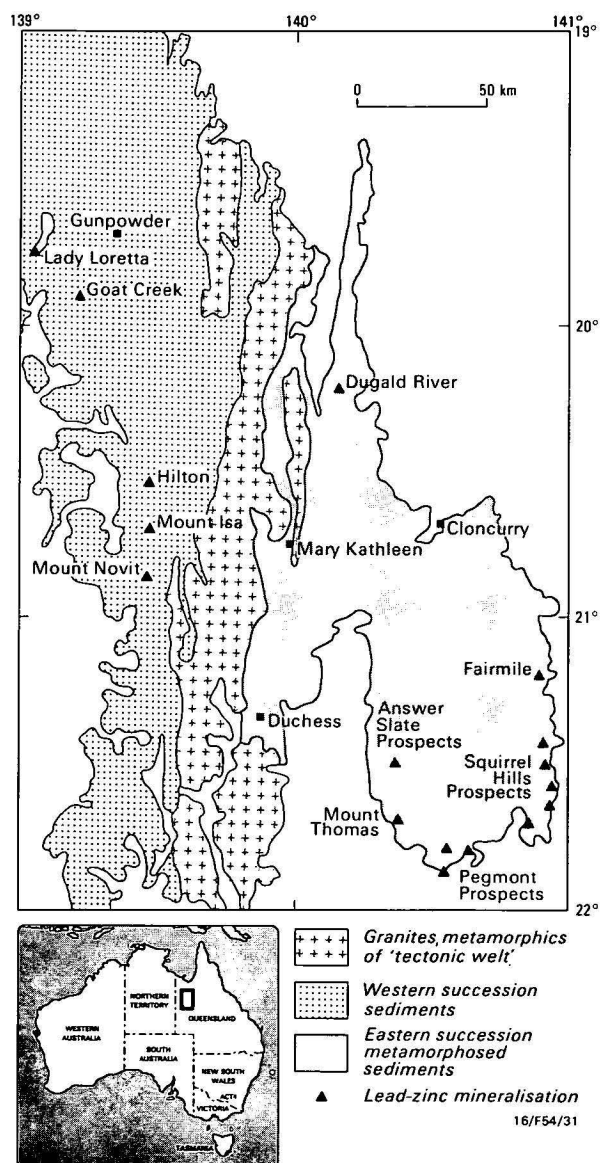 139°
140°
141°
19°
0
50 km
Gunpowder
Lady Loretta
Goat Creek
20°
Dugald River
Hilton
Mount Isa
Cloncurry
Mary Kathleen
Mount Novit
21°
Fairmile
Answer
Slate
Prospects
Duchess
Squirrel
Hills
Prospects
Mount
Thomas
Pegmont
Prospects
22°
Granites, metamorphics
of 'tectonic welt'.
Western succession
sediments
Eastern succession
metamorphosed
sediments
Lead-zinc mineralisation
16/F54/31
NORTHERN
TERRITORY
QUEENSLAND
WESTERN
AUSTRALIA
SOUTH
AUSTRALIA
NEW SOUTH
WALES
ACT
VICTORIA
TASMANIA